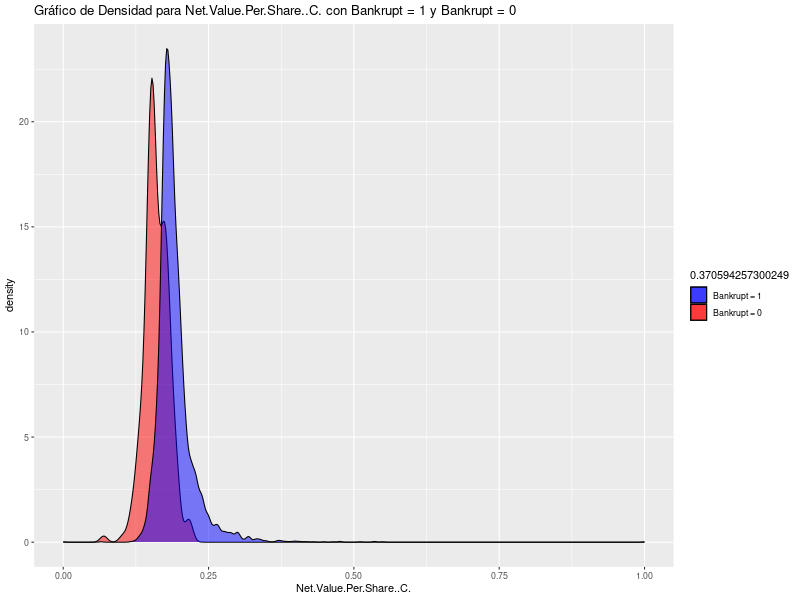 Gráfico de Densidad para Net.Value.Per.Share..C. con Bankrupt = 1 y Bankrupt = 0
20
15
10
5
0
density
0.00
0.25
0.50
0.75
1.00
Net.Value.Per.Share..C.
0.370594257300249
Bankrupt = 1
Bankrupt = 0